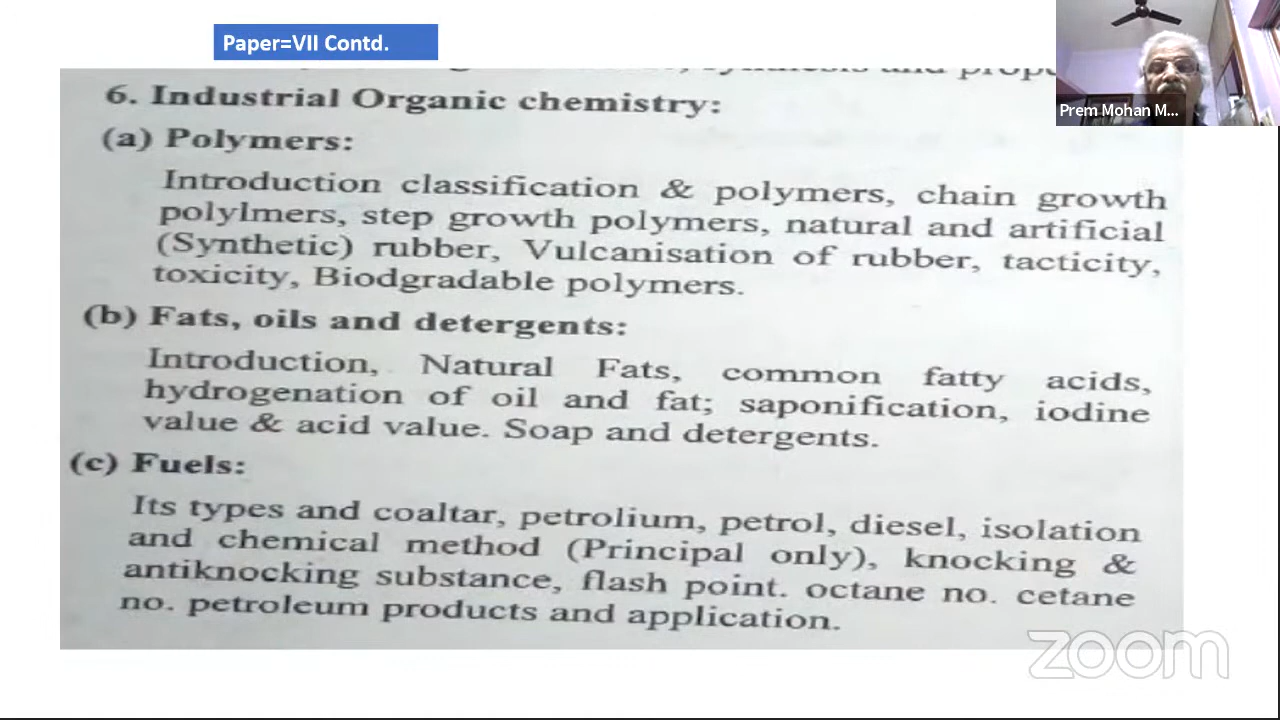 Paper=VII Contd.
synthesis and prope
6. Industrial Organic chemistry:
(a) Polymers:
Introduction classification & polymers, chain growth
polylmers, step growth polymers, natural and artificial
(Synthetic) rubber, Vulcanisation of rubber, tacticity,
toxicity, Biodgradable polymers.
(b) Fats, oils and detergents:
Introduction, Natural Fats, common fatty acids,
hydrogenation of oil and fat; saponification, iodine
value & acid value. Soap and detergents.
(c) Fuels:
Its types and coaltar, petrolium, petrol, diesel, isolation
and chemical method (Principal only), knocking &
antiknocking substance, flash point. octane no. cetane
no. petroleum products and application.
Prem Mohan M...
zoom